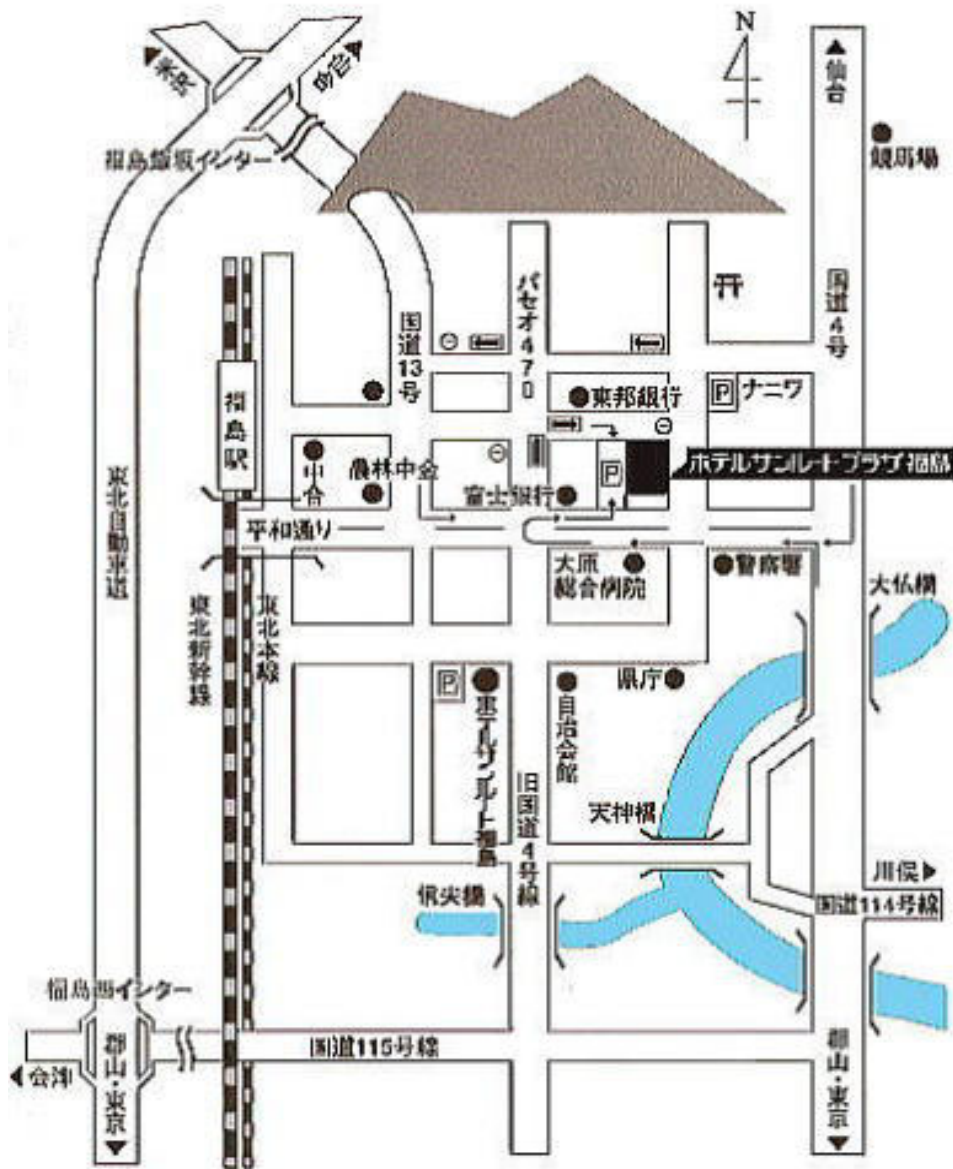 N
米沢
仙台
仙台
福島飯坂インター
競馬場
国道13号
パセオ470
国道4号
福島駅
東邦銀行
P
ナニワ
中合
農林中金
富士銀行
P
ホテルサンルートプラザ福島
東北自動車道
平和通り
大原
総合病院
警察署
大仏橋
東北新幹線
東北本線
P
ホテルサンルート福島
自治会館
県庁
旧国道4号線
天神橋
川俣
国道114号線
福島西インター
国道115号線
会津
郡山・東京
郡山・東京